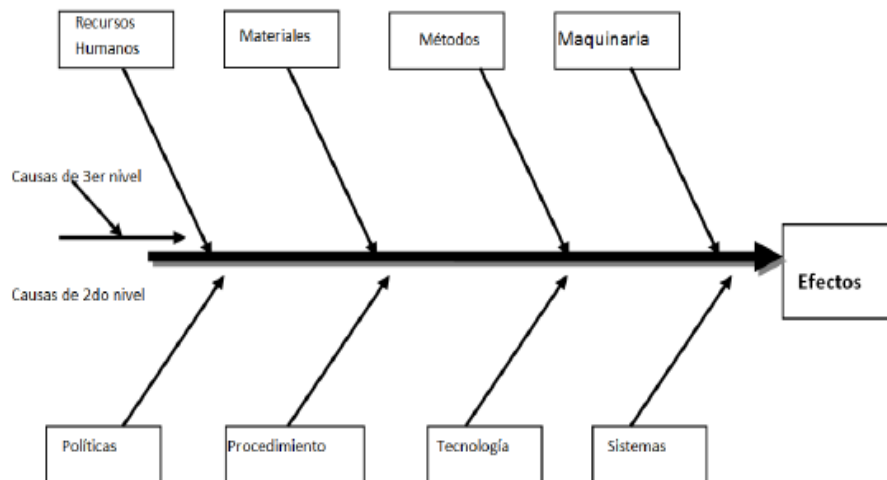 Recursos
Humanos
Materiales
Métodos
Maquinaria
Causas de 3er nivel
Efectos
Causas de 2do nivel
Políticas
Procedimiento
Tecnología
Sistemas